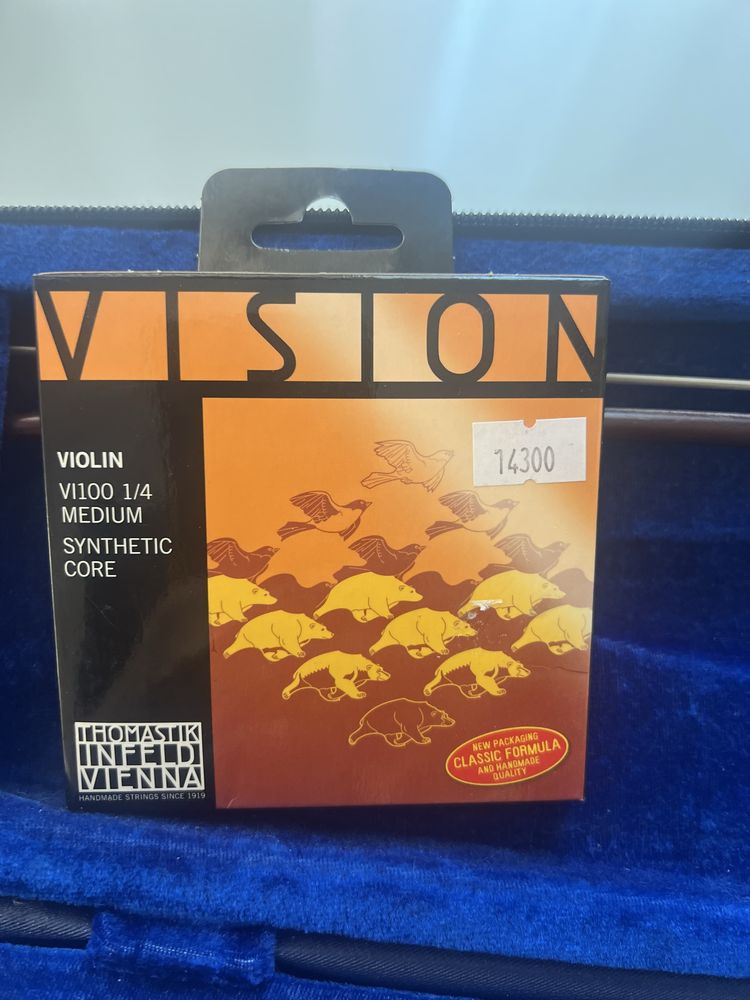 VISION
14300
VIOLIN
VI100 1/4
MEDIUM
SYNTHETIC
CORE
THOMASTIK
INFELD
VIENNA
HANDMADE STRINGS SINCE 1919
NEW PACKAGING
CLASSIC FORMULA
AND HANDMADE
QUALITY